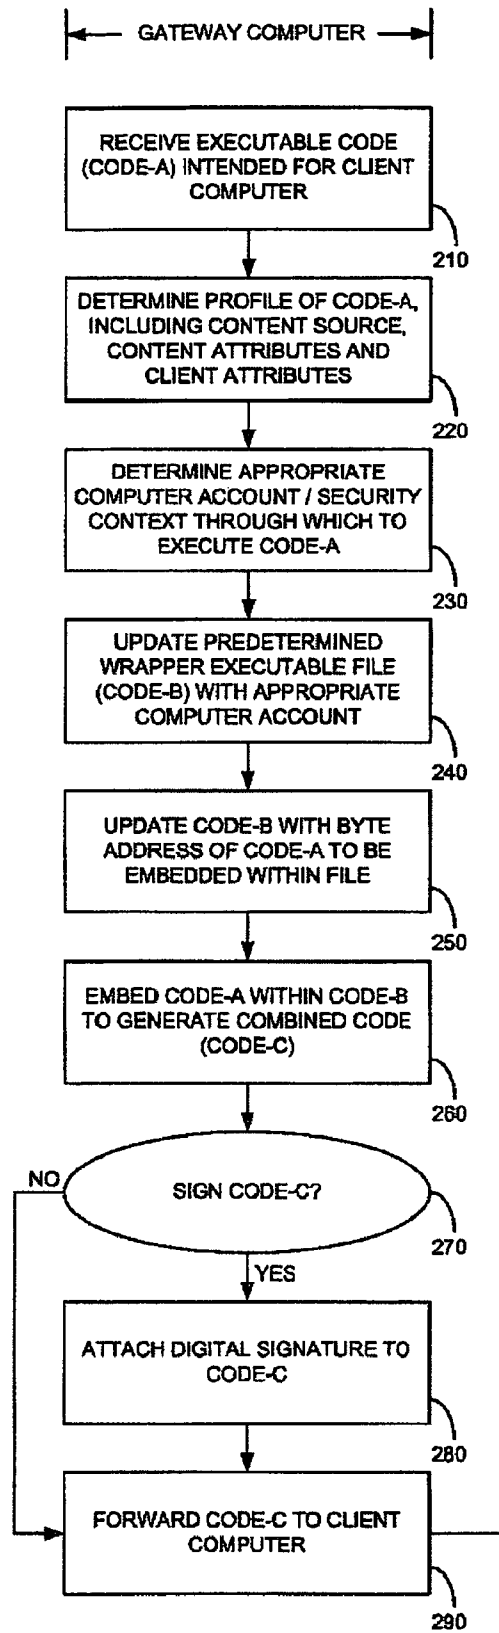 GATEWAY COMPUTER
RECEIVE EXECUTABLE CODE
(CODE-A) INTENDED FOR CLIENT
COMPUTER
210
DETERMINE PROFILE OF CODE-A,
INCLUDING CONTENT SOURCE,
CONTENT ATTRIBUTES AND
CLIENT ATTRIBUTES
220
DETERMINE APPROPRIATE
COMPUTER ACCOUNT / SECURITY
CONTEXT THROUGH WHICH TO
EXECUTE CODE-A
230
UPDATE PREDETERMINED
WRAPPER EXECUTABLE FILE
(CODE-B) WITH APPROPRIATE
COMPUTER ACCOUNT
240
UPDATE CODE-B WITH BYTE
ADDRESS OF CODE-A TO BE
EMBEDDED WITHIN FILE
250
EMBED CODE-A WITHIN CODE-B
TO GENERATE COMBINED CODE
(CODE-C)
260
NO
SIGN CODE-C?
270
YES
ATTACH DIGITAL SIGNATURE TO
CODE-C
280
FORWARD CODE-C TO CLIENT
COMPUTER
290